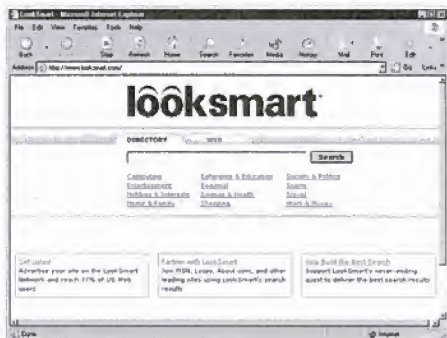 LookSmart - Microsoft Internet Explorer
File Edit View Favorites Tools Help
Back Stop Refresh Home Search Favorites Media History Mail Print Edit
Address http://www.looksmart.com/ Go Links
looksmart
DIRECTORY WEB
Search
Computing Reference & Education Society & Politics
Entertainment Regional Sports
Hobbies & Interests Science & Health Travel
Home & Family Shopping Work & Money
Get Listed Partner with LookSmart Help Build the Best Search
Advertise your site on the LookSmart Join MSN, Lycos, About.com, and other Support LookSmart's never-ending
Network and reach 77% of US Web leading sites using LookSmart's search quest to deliver the best search results
users results
Done Internet